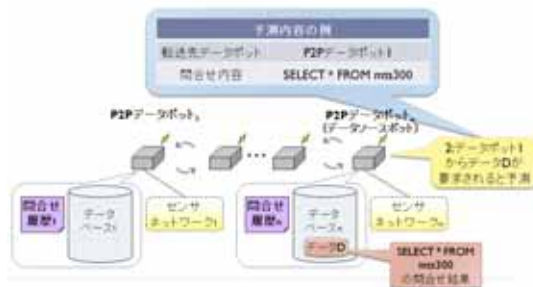 予測内容の例
転送先データポット P2Pデータポット1
問合せ内容 SELECT * FROM mts300
P2Pデータポット1
P2Pデータポットn
(データソースポット)
2:データポット1
からデータDが
要求されると予測
問合せ
履歴1
データ
ベース1
センサ
ネットワーク1
問合せ
履歴n
データ
ベースn
データD
センサ
ネットワークn
SELECT * FROM
mts300
の問合せ結果